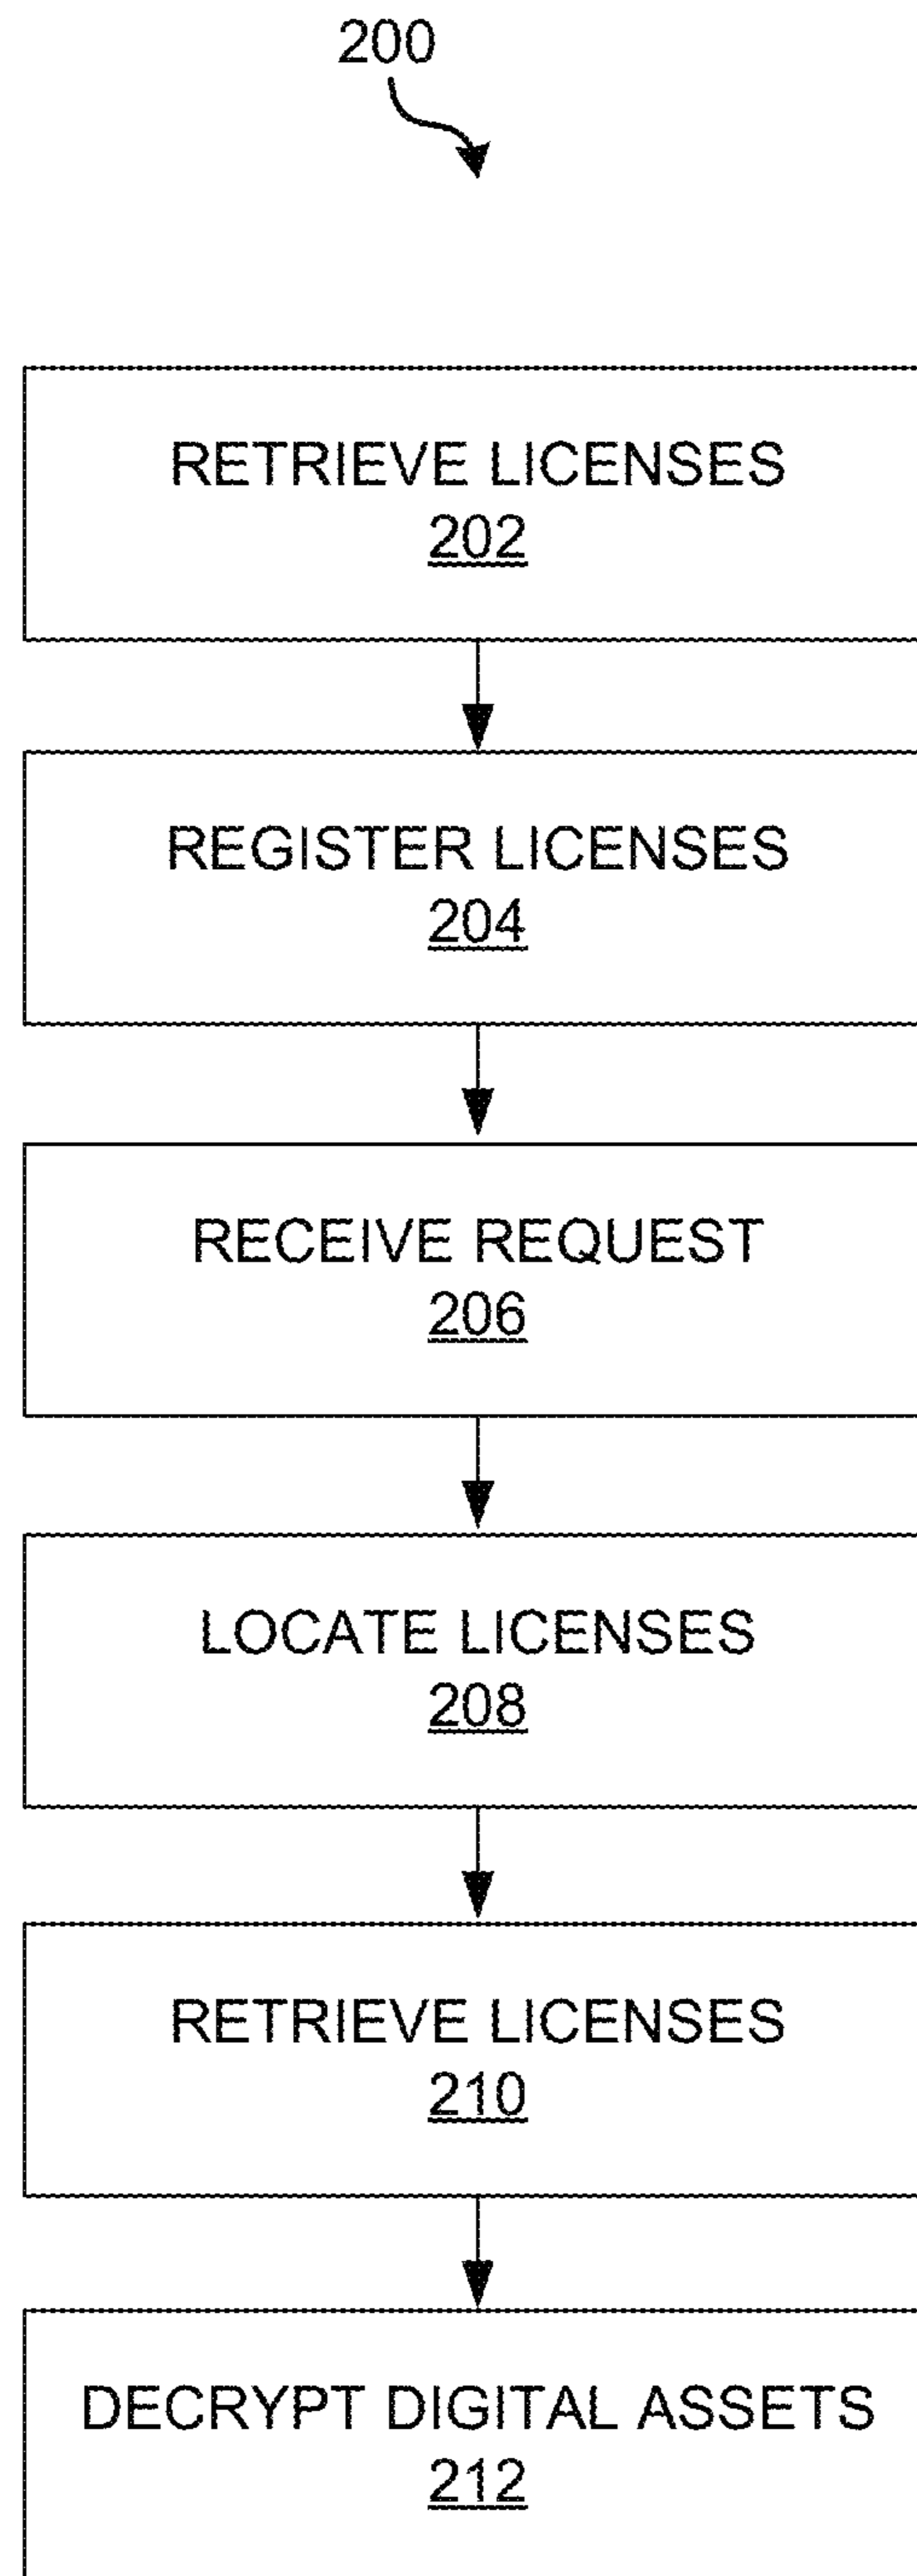 200
RETRIEVE LICENSES
202
REGISTER LICENSES
204
RECEIVE REQUEST
206
LOCATE LICENSES
208
RETRIEVE LICENSES
210
DECRYPT DIGITAL ASSETS
212